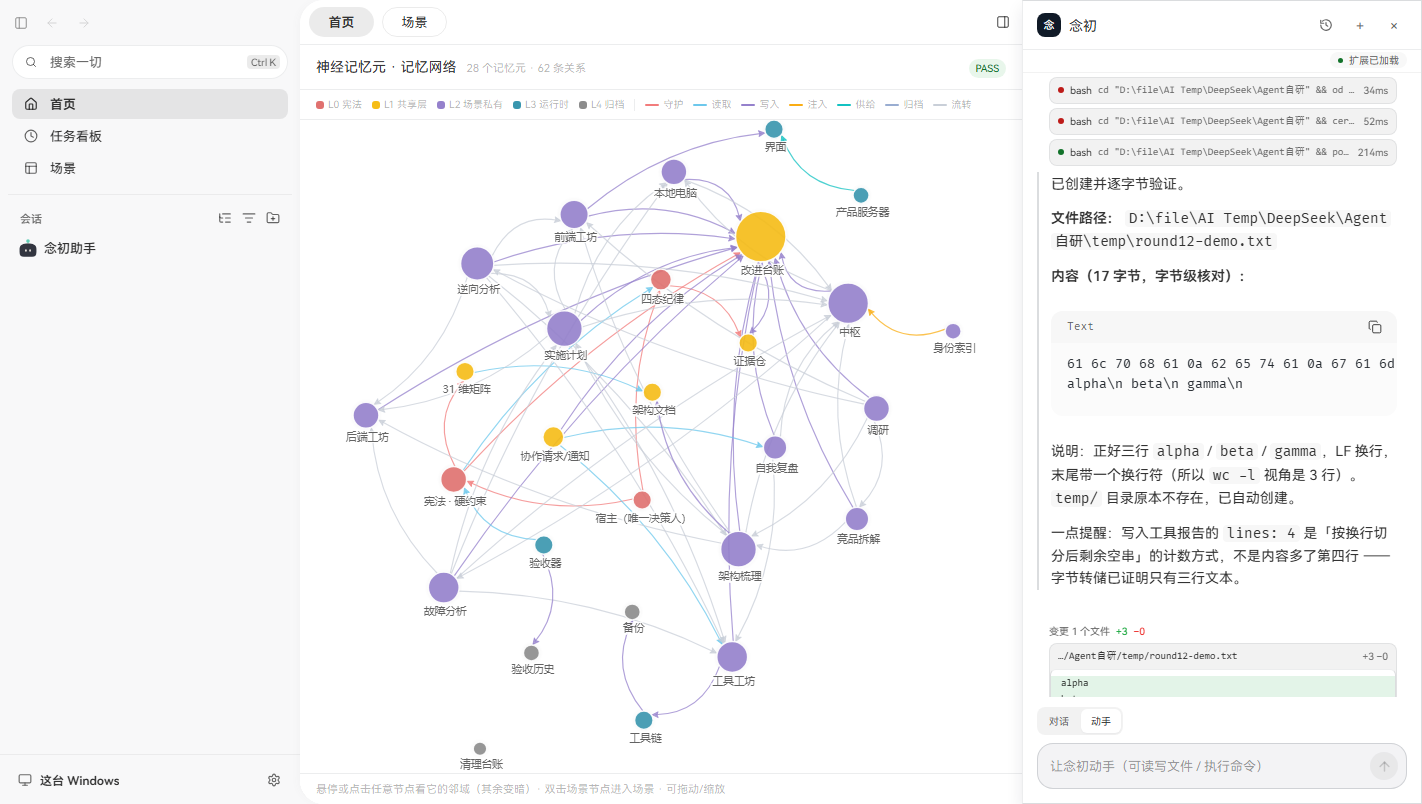 搜索一切
Ctrl K
首页
任务看板
场景
会话
念初助手
这台 Windows
首页
场景
神经记忆元 · 记忆网络
28 个记忆元 · 62 条关系
PASS
L0 宪法
L1 共享层
L2 场景私有
L3 运行时
L4 归档
守护
读取
写入
注入
供给
归档
流转
界面
本地电脑
产品服务器
前端工坊
改进台账
逆向分析
四态纪律
中枢
身份索引
实施计划
证据仓
31 维矩阵
架构文档
后端工坊
调研
协作请求/通知
自我复盘
宪法 · 硬约束
宿主（唯一决策人）
竞品拆解
验收器
架构梳理
故障分析
备份
验收历史
工具工坊
工具链
清理台账
悬停或点击任意节点看它的邻域（其余变暗） · 双击场景节点进入场景 · 可拖动/缩放
念
念初
扩展已加载
bash cd "D:\file\AI Temp\DeepSeek\Agent自研" && od … 34ms
bash cd "D:\file\AI Temp\DeepSeek\Agent自研" && cer… 52ms
bash cd "D:\file\AI Temp\DeepSeek\Agent自研" && po… 214ms
已创建并逐字节验证。
文件路径： D:\file\AI Temp\DeepSeek\Agent
自研\temp\round12-demo.txt
内容（17 字节，字节级核对）：
Text
61 6c 70 68 61 0a 62 65 74 61 0a 67 61 6d
alpha\n beta\n gamma\n
说明：正好三行 alpha / beta / gamma，LF 换行，
末尾带一个换行符（所以 wc -l 视角是 3 行）。
temp/ 目录原本不存在，已自动创建。
一点提醒：写入工具报告的 lines: 4 是「按换行切
分后剩余空串」的计数方式，不是内容多了第四行 ——
字节转储已证明只有三行文本。
变更 1 个文件 +3 −0
…/Agent自研/temp/round12-demo.txt
+3 −0
alpha
对话
动手
让念初动手（可读写文件 / 执行命令）